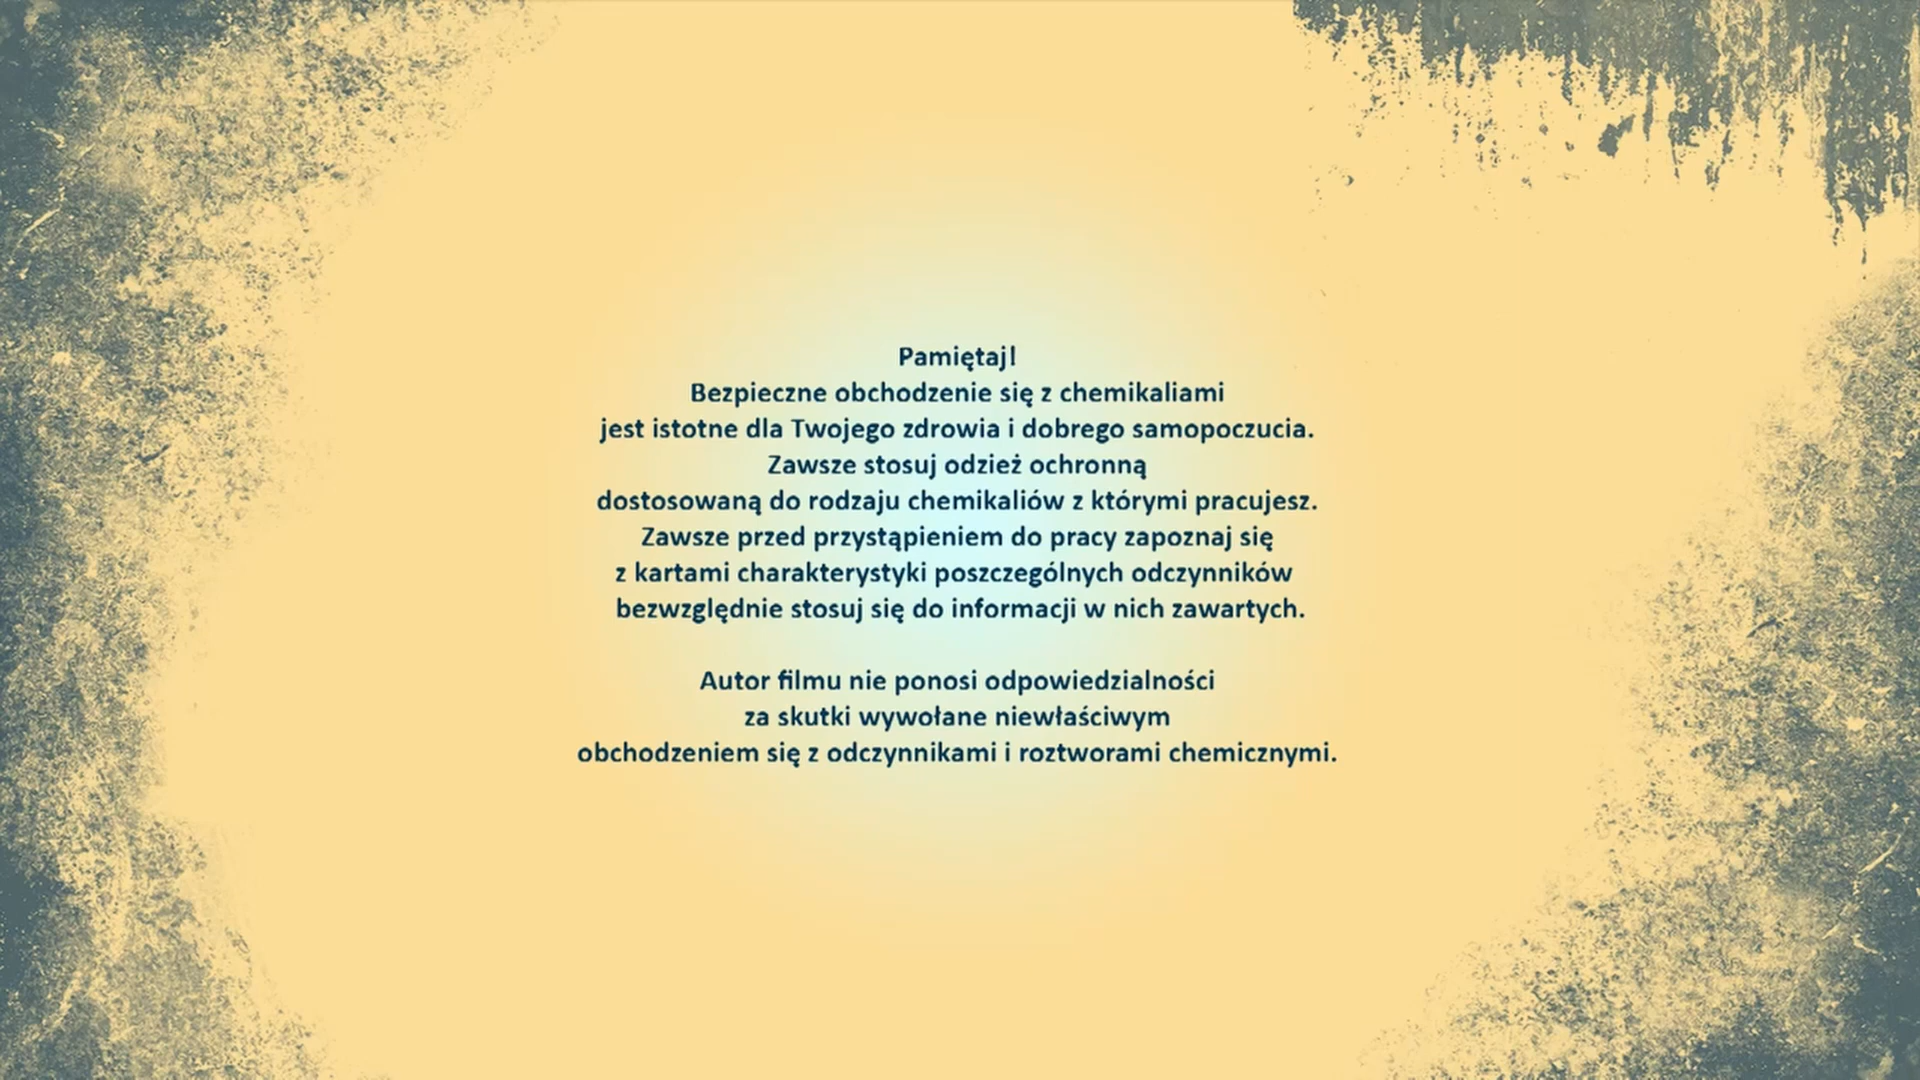 Pamiętaj!
Bezpieczne obchodzenie się z chemikaliami
jest istotne dla Twojego zdrowia i dobrego samopoczucia.
Zawsze stosuj odzież ochronną
dostosowaną do rodzaju chemikaliów z którymi pracujesz.
Zawsze przed przystąpieniem do pracy zapoznaj się
z kartami charakterystyki poszczególnych odczynników
bezwzględnie stosuj się do informacji w nich zawartych.
Autor filmu nie ponosi odpowiedzialności
za skutki wywołane niewłaściwym
obchodzeniem się z odczynnikami i roztworami chemicznymi.